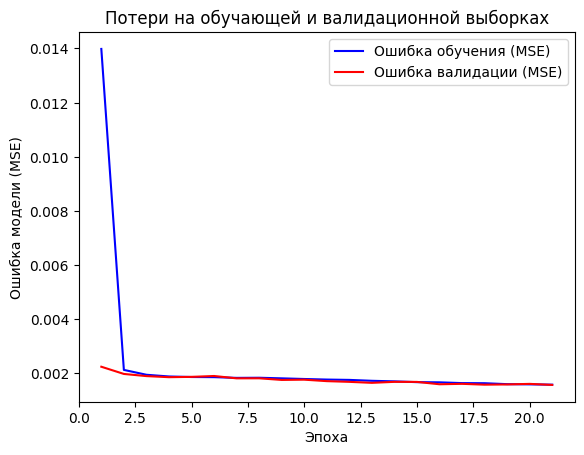 Потери на обучающей и валидационной выборках
Ошибка обучения (MSE)
Ошибка валидации (MSE)
Ошибка модели (MSE)
0.014
0.012
0.010
0.008
0.006
0.004
0.002
0.0 2.5 5.0 7.5 10.0 12.5 15.0 17.5 20.0
Эпоха